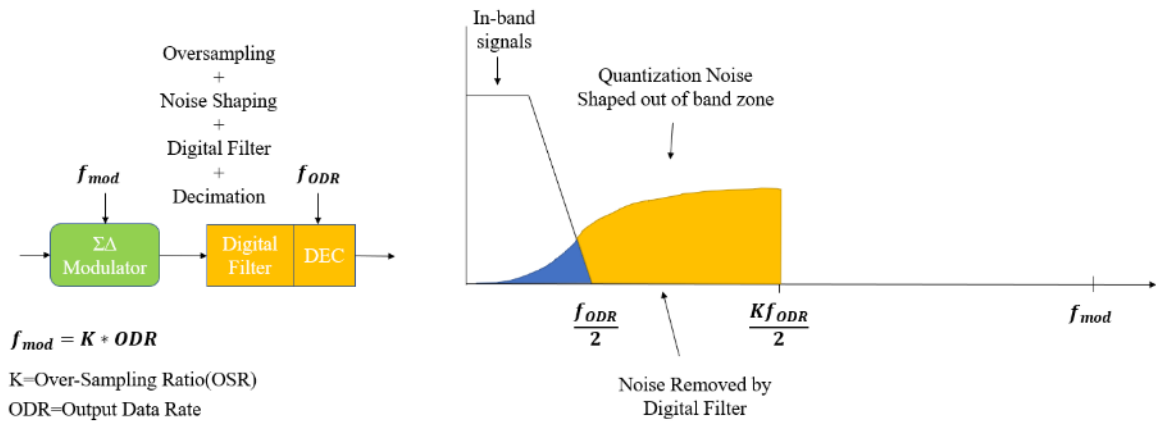 Oversampling
+
Noise Shaping
+
Digital Filter
+
Decimation
f_mod
f_ODR
ΣΔ
Modulator
Digital
Filter
DEC
f_mod = K * ODR
K=Over-Sampling Ratio(OSR)
ODR=Output Data Rate
In-band
signals
Quantization Noise
Shaped out of band zone
f_ODR
2
Kf_ODR
2
f_mod
Noise Removed by
Digital Filter